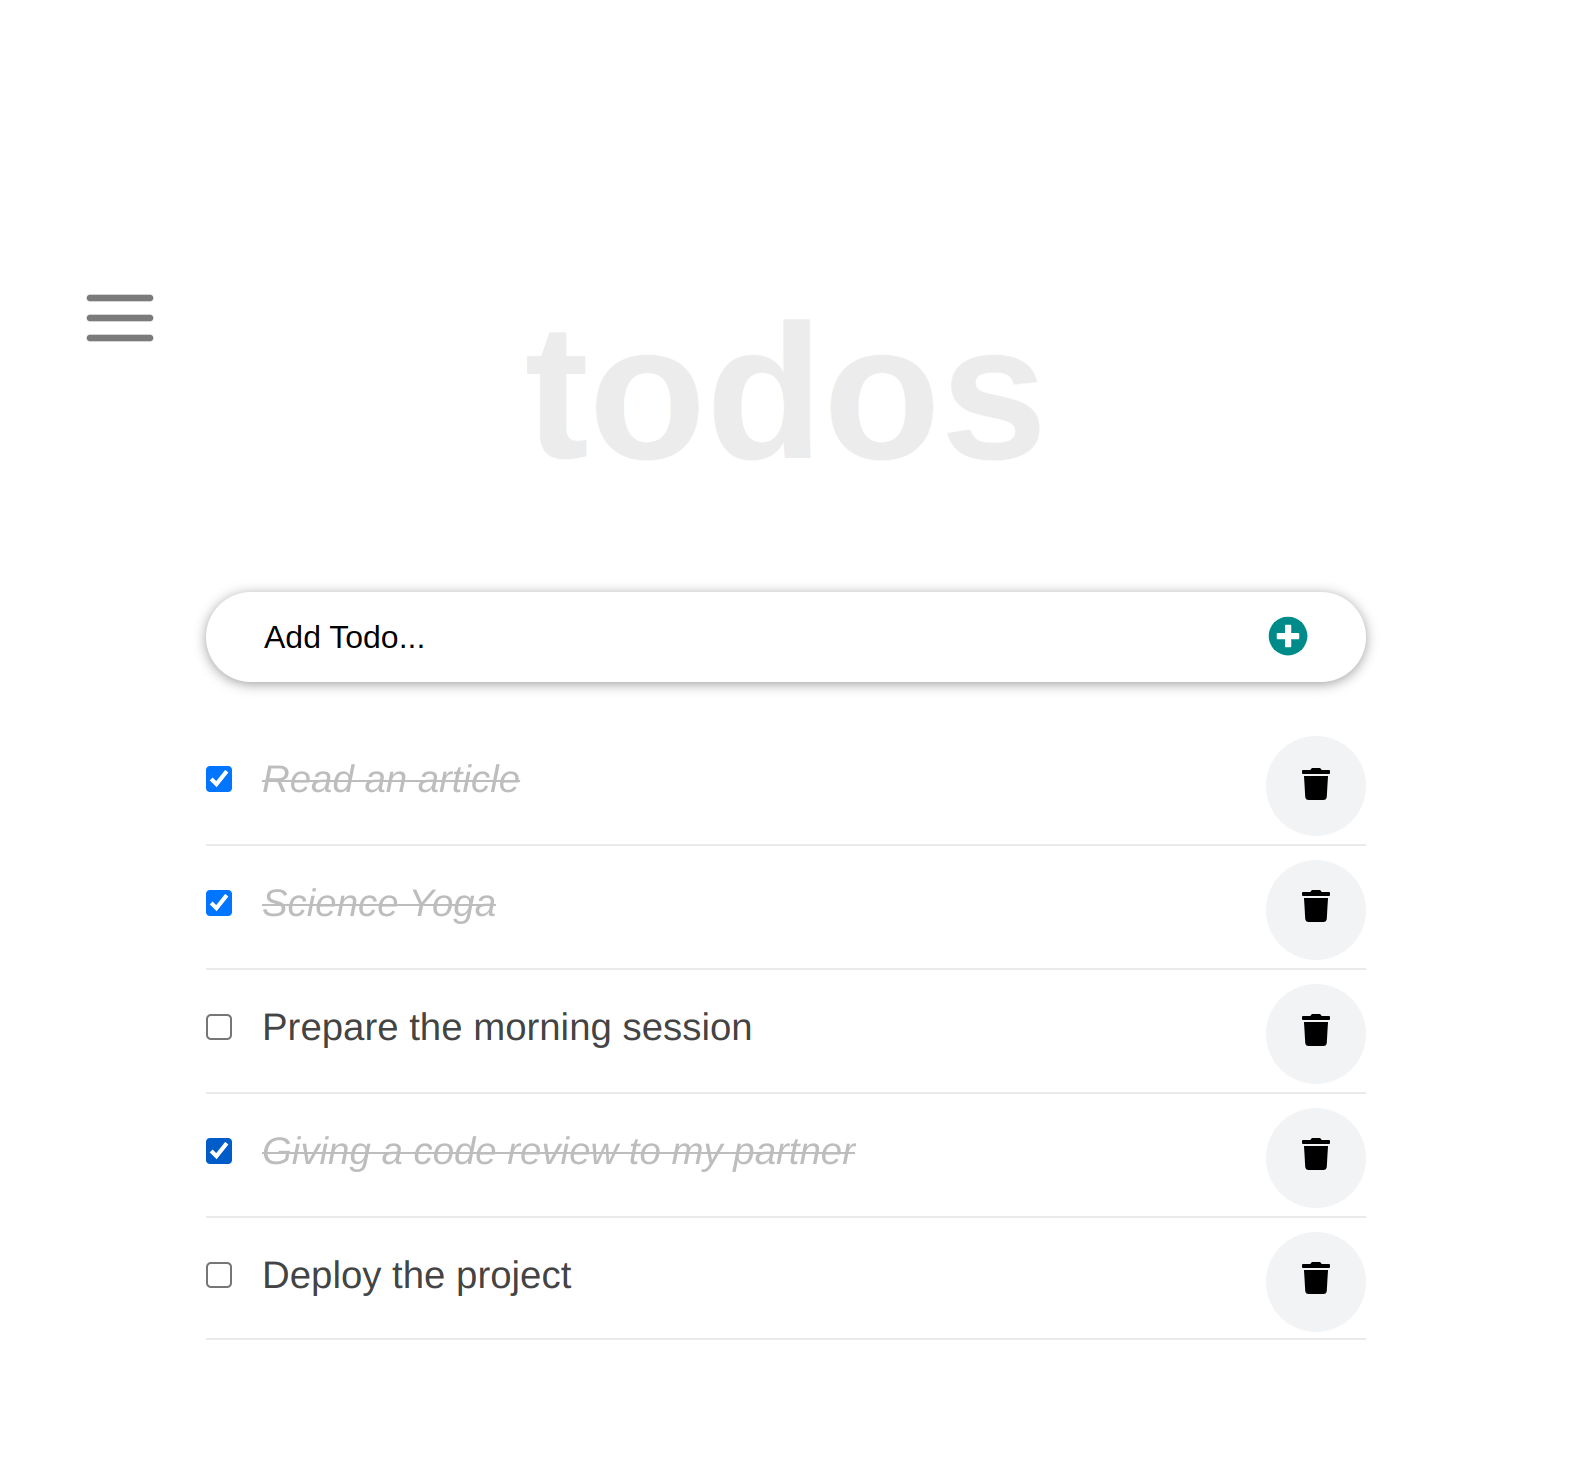 todos
Add Todo...
Read an article
Science Yoga
Prepare the morning session
Giving a code review to my partner
Deploy the project